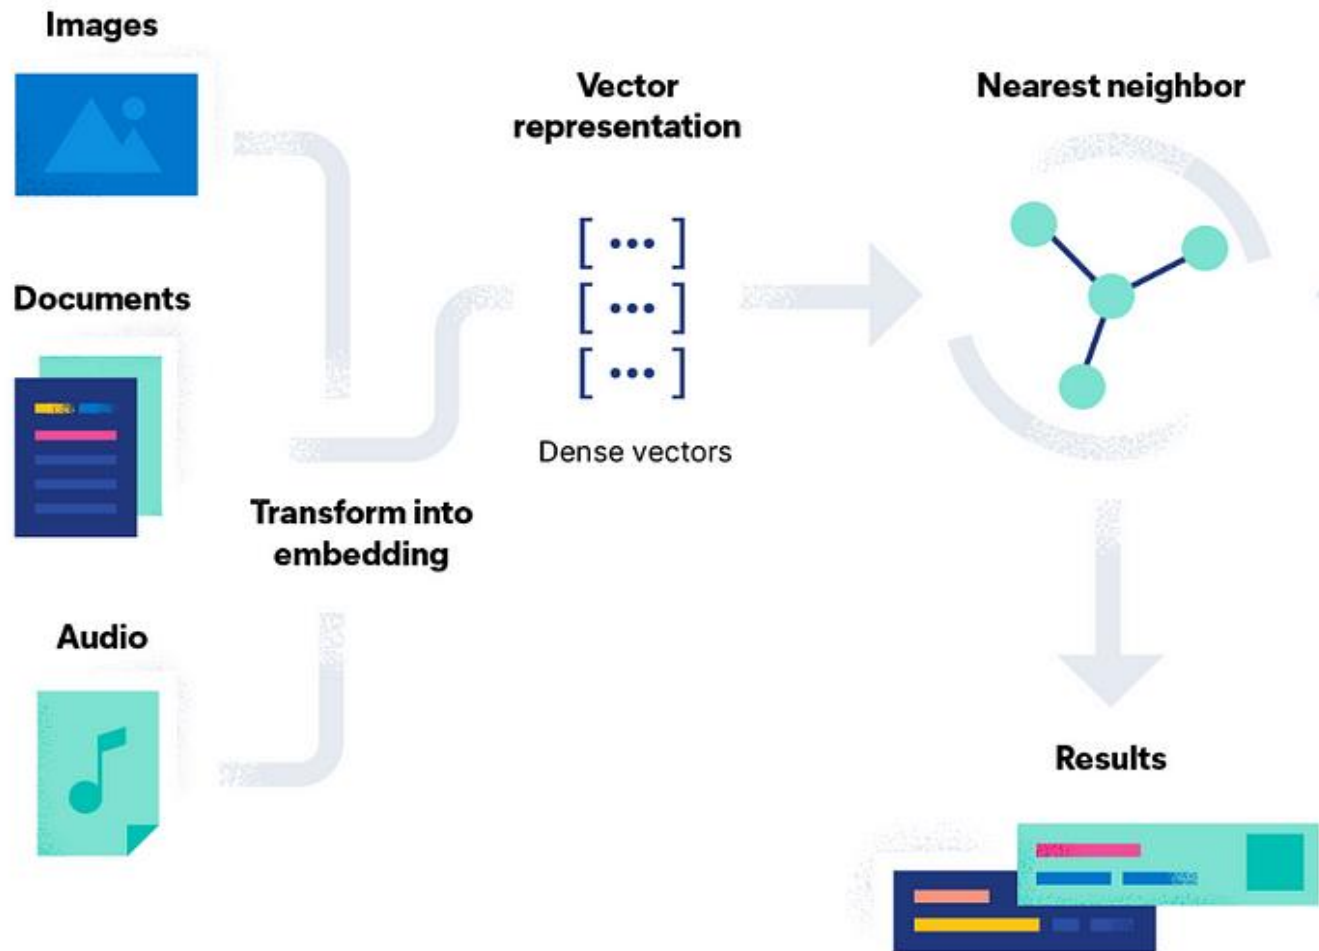 Images
Vector
representation
Nearest neighbor
[ ••• ]
[ ••• ]
[ ••• ]
Documents
Dense vectors
Transform into
embedding
Audio
Results